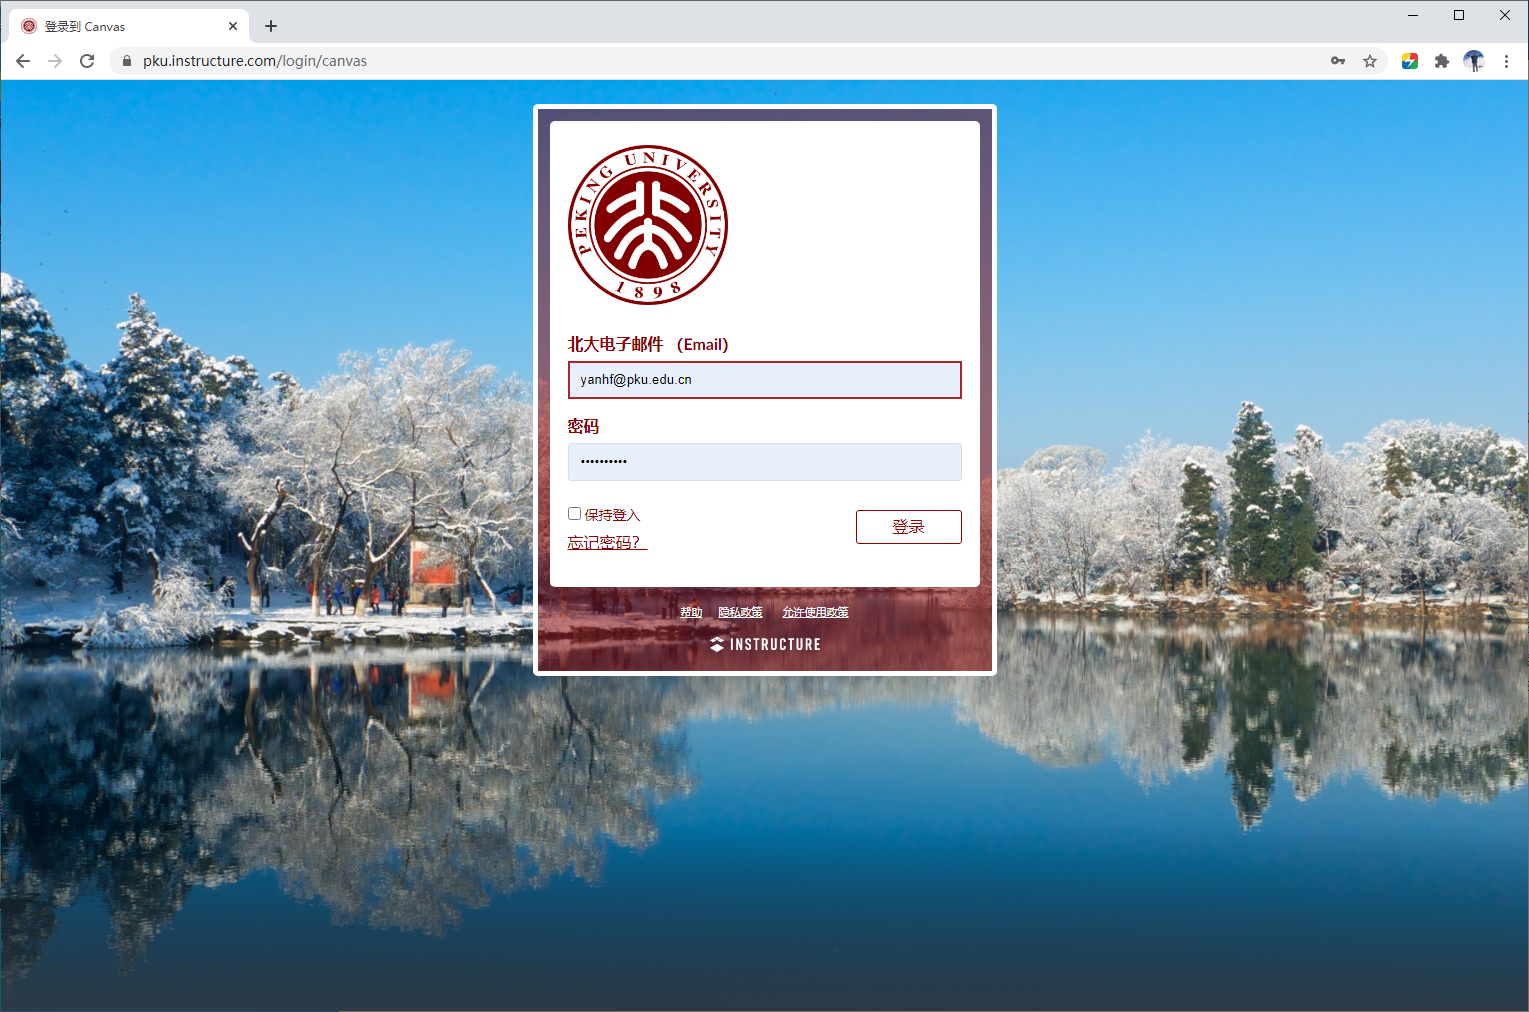 登录到 Canvas
pku.instructure.com/login/canvas
PEKING UNIVERSITY
1898
北大电子邮件 （Email）
yanhf@pku.edu.cn
密码
••••••••••
保持登入
登录
忘记密码？
帮助 隐私政策 允许使用政策
INSTRUCTURE